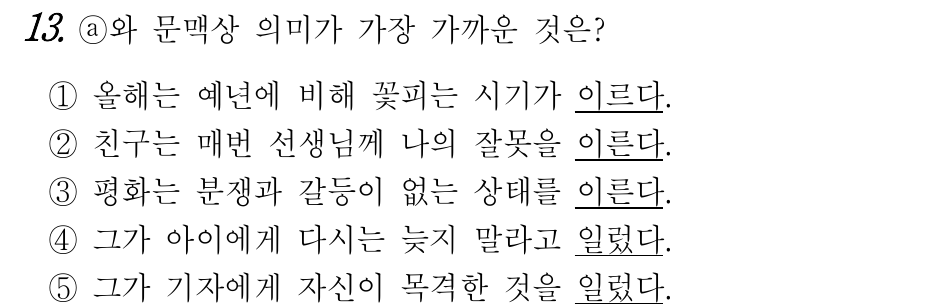 13. ⓐ와 문맥상 의미가 가장 가까운 것은?
① 올해는 예년에 비해 꽃피는 시기가 이르다.
② 친구는 매번 선생님께 나의 잘못을 이른다.
③ 평화는 분쟁과 갈등이 없는 상태를 이른다.
④ 그가 아이에게 다시는 늦지 말라고 일렀다.
⑤ 그가 기자에게 자신이 목격한 것을 일렀다.